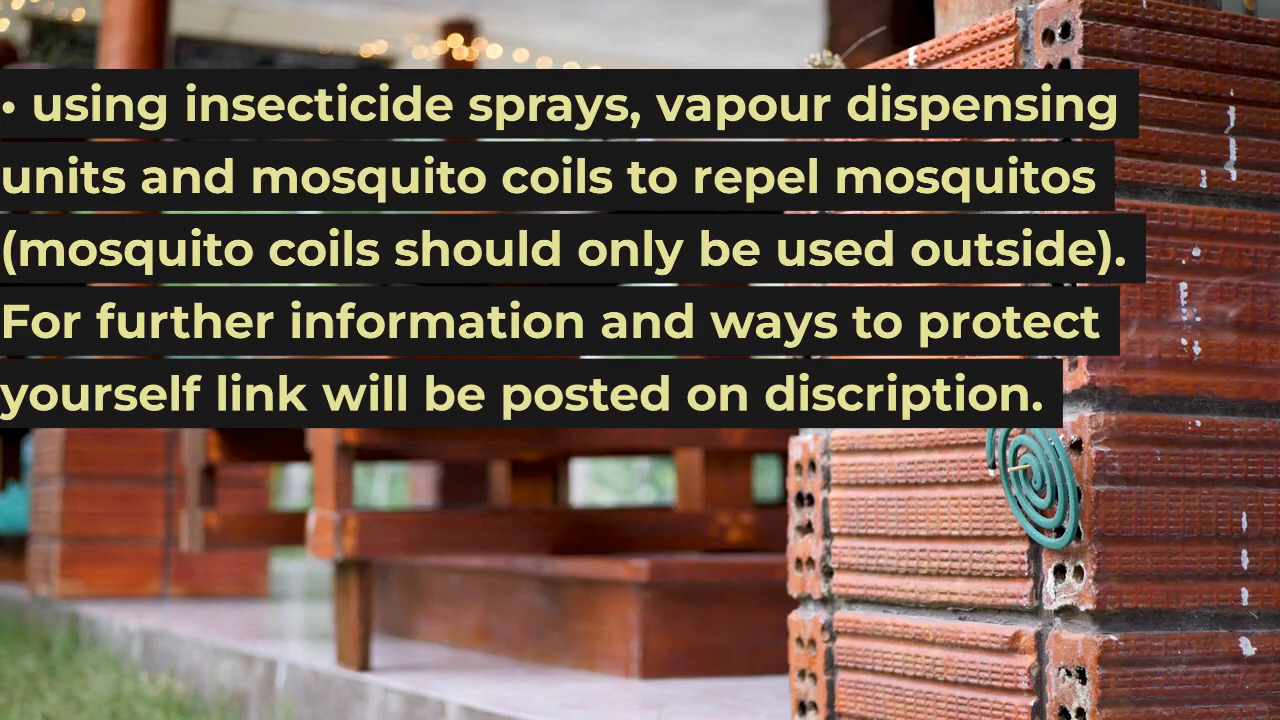 • using insecticide sprays, vapour dispensing
units and mosquito coils to repel mosquitos
(mosquito coils should only be used outside).
For further information and ways to protect
yourself link will be posted on discription.